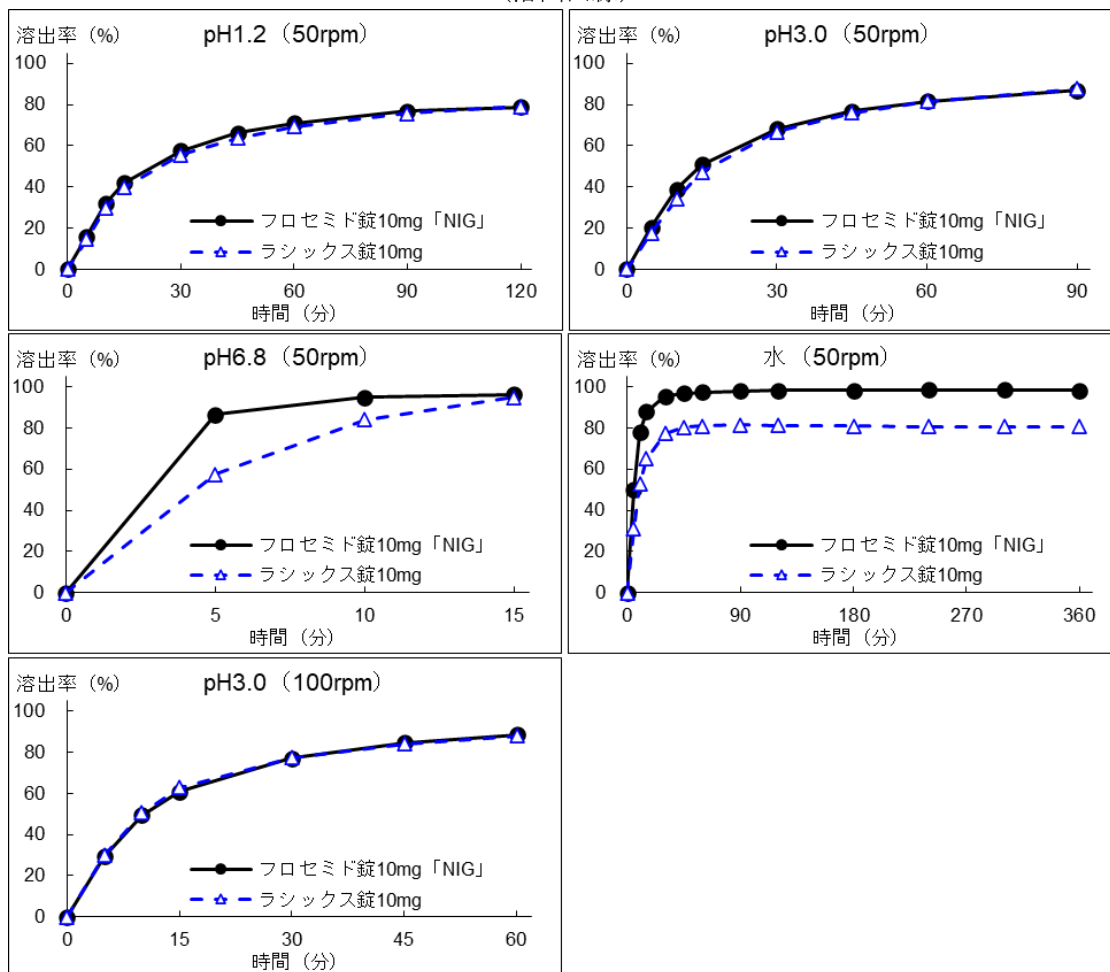 溶出率（%）
pH1.2（50rpm）
100
80
60
40
20
0
フロセミド錠10mg「NIG」
ラシックス錠10mg
0 30 60 90 120
時間（分）
溶出率（%）
pH3.0（50rpm）
100
80
60
40
20
0
フロセミド錠10mg「NIG」
ラシックス錠10mg
0 30 60 90
時間（分）
溶出率（%）
pH6.8（50rpm）
100
80
60
40
20
0
フロセミド錠10mg「NIG」
ラシックス錠10mg
0 5 10 15
時間（分）
溶出率（%）
水（50rpm）
100
80
60
40
20
0
フロセミド錠10mg「NIG」
ラシックス錠10mg
0 90 180 270 360
時間（分）
溶出率（%）
pH3.0（100rpm）
100
80
60
40
20
0
フロセミド錠10mg「NIG」
ラシックス錠10mg
0 15 30 45 60
時間（分）